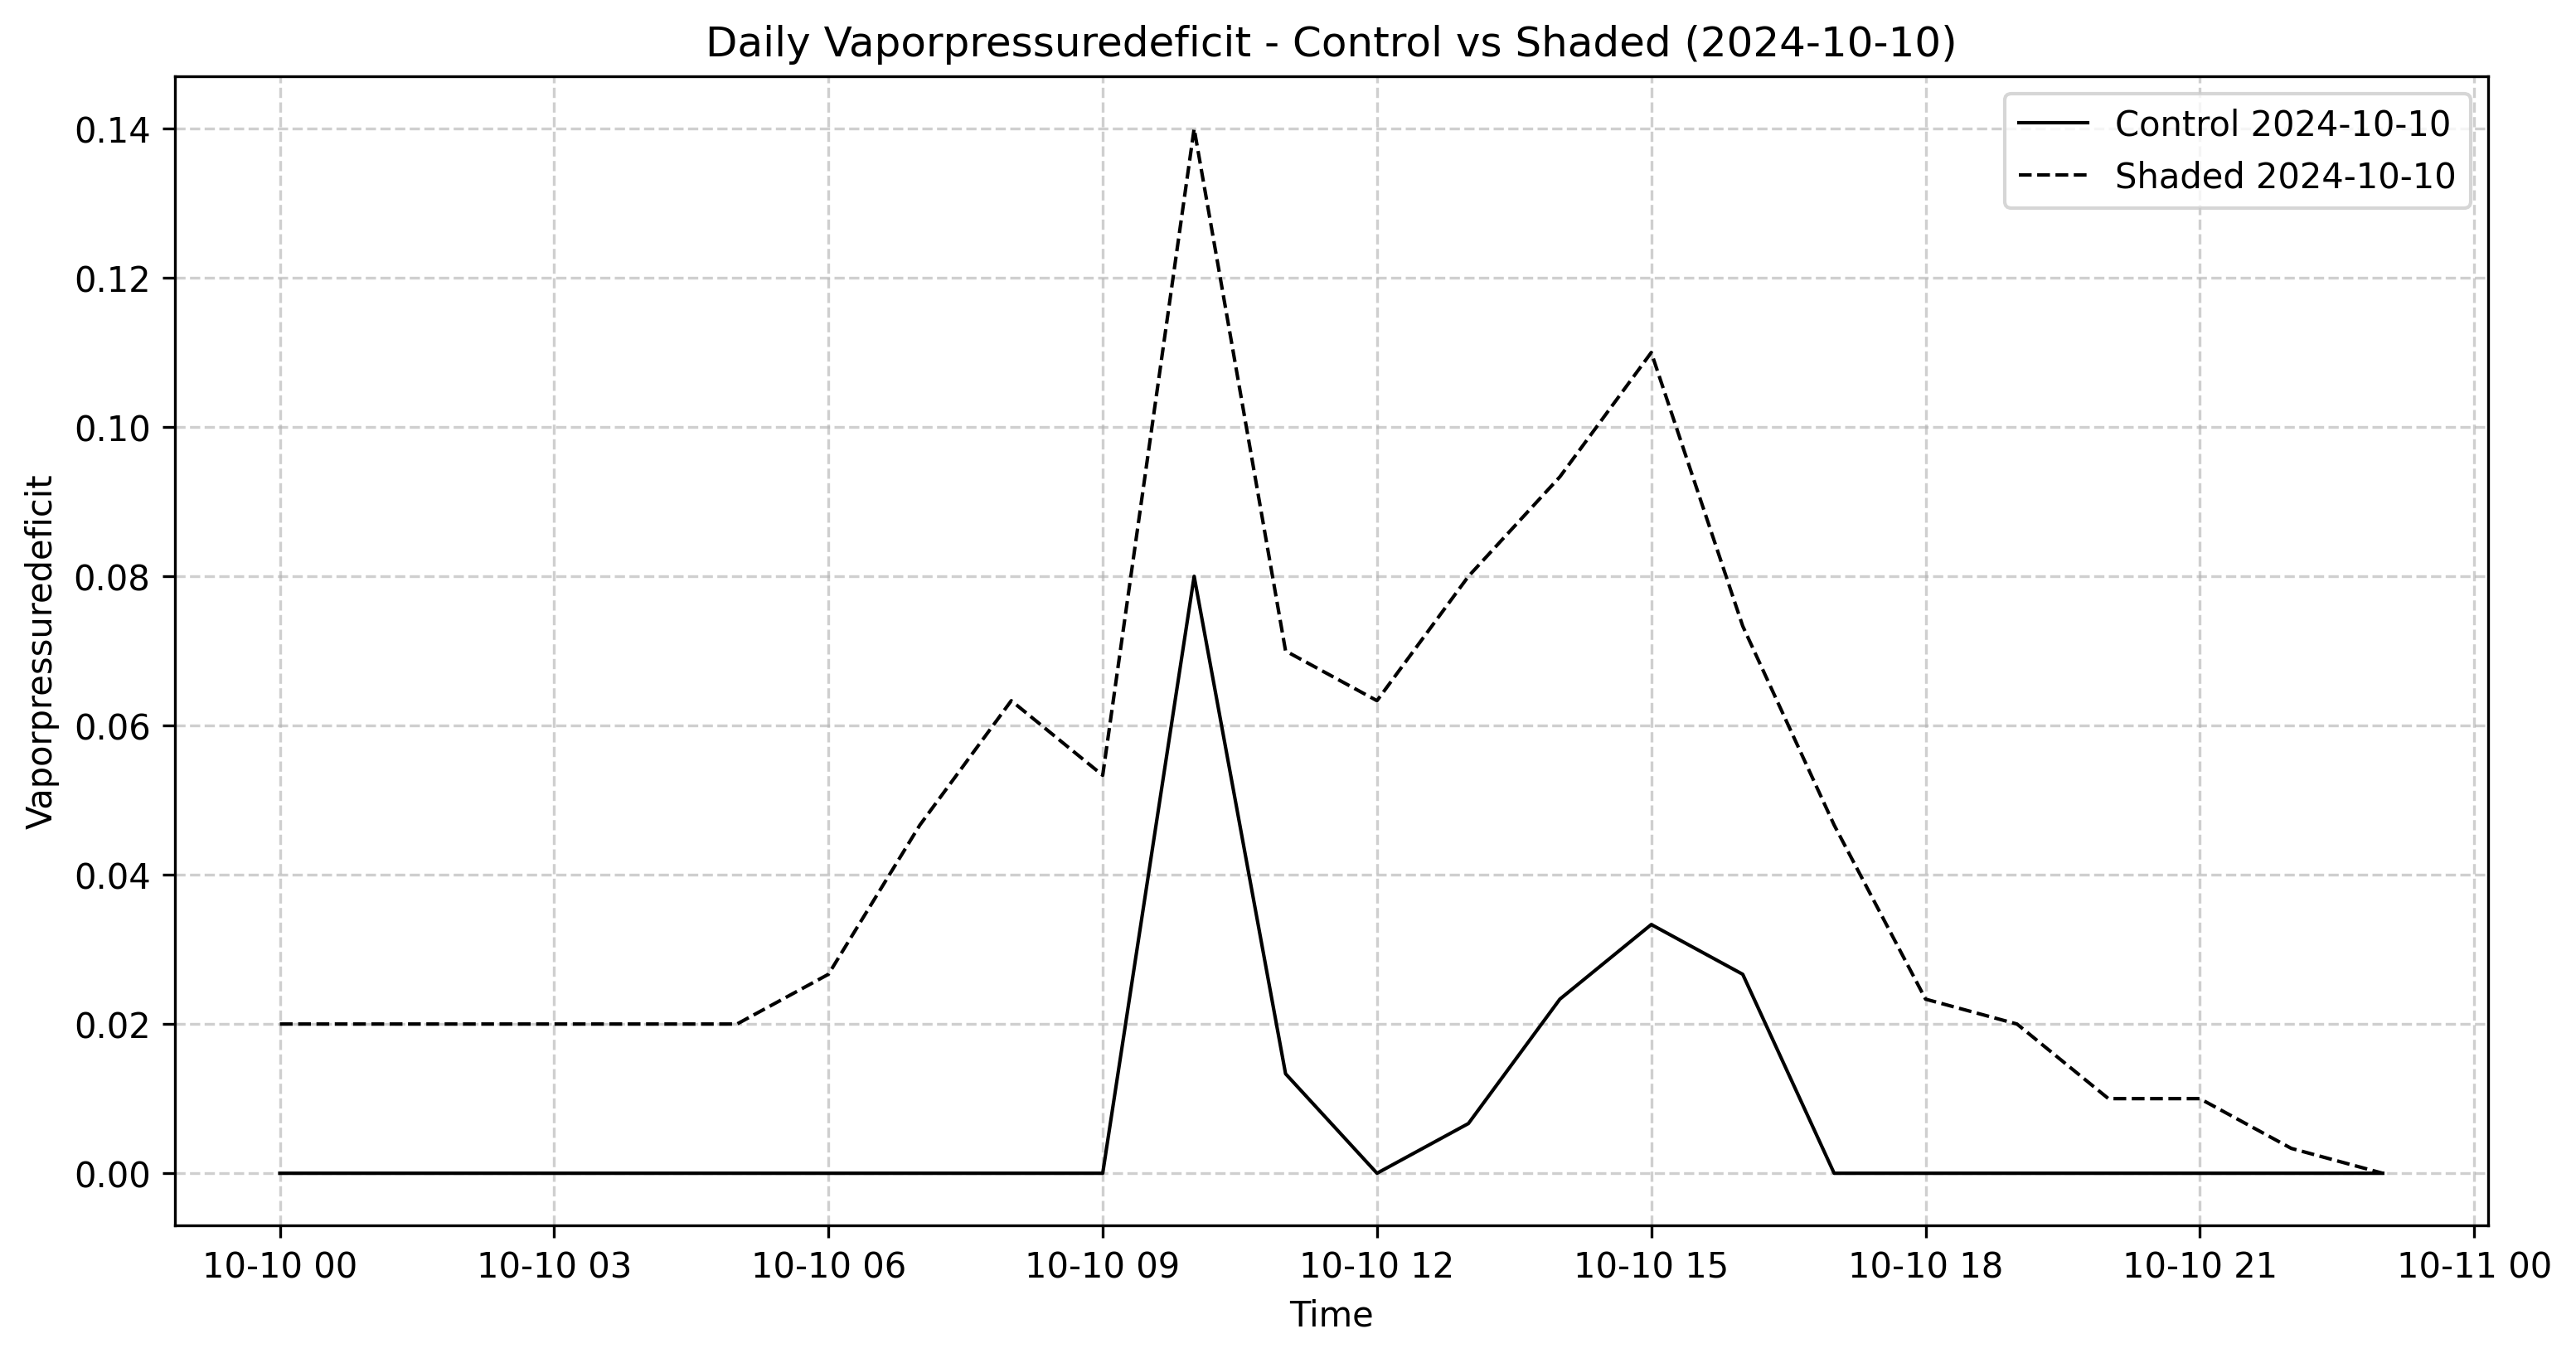 Daily Vaporpressuredeficit - Control vs Shaded (2024-10-10)
Control 2024-10-10
Shaded 2024-10-10
Vaporpressuredeficit
0.14
0.12
0.10
0.08
0.06
0.04
0.02
0.00
10-10 00 10-10 03 10-10 06 10-10 09 10-10 12 10-10 15 10-10 18 10-10 21 10-11 00
Time